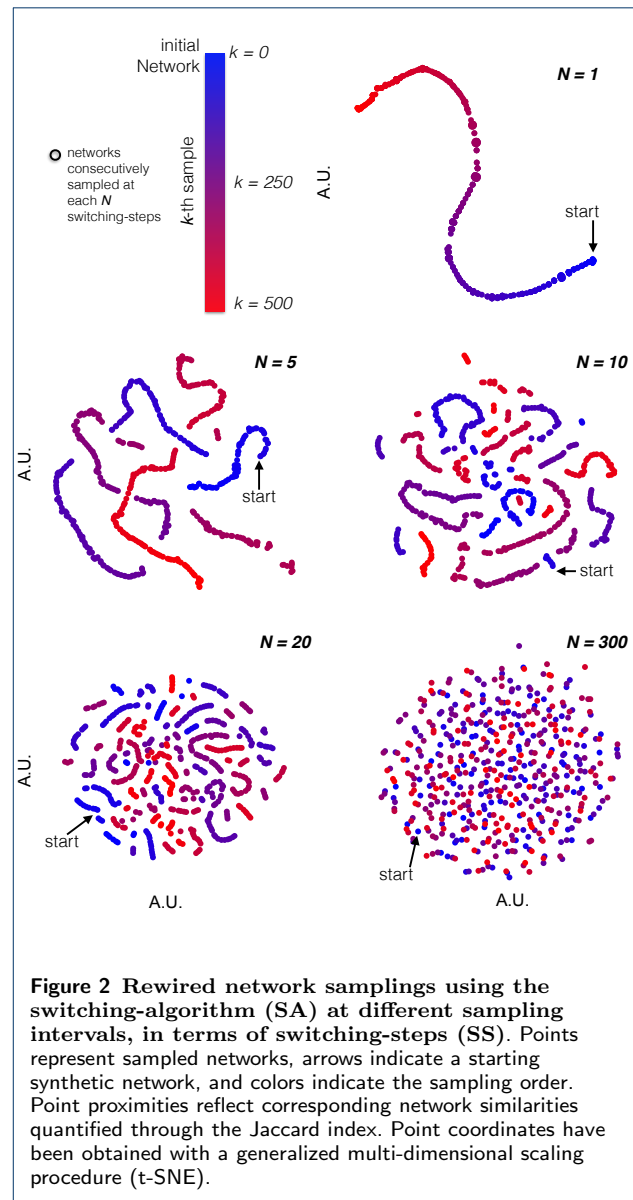 initial
Network
k = 0
networks
consecutively
sampled at
each N
switching-steps
k-th sample
k = 250
k = 500
N = 1
A.U.
start
N = 5
A.U.
start
N = 10
start
N = 20
A.U.
start
A.U.
N = 300
start
A.U.
Figure 2 Rewired network samplings using the
switching-algorithm (SA) at different sampling
intervals, in terms of switching-steps (SS). Points
represent sampled networks, arrows indicate a starting
synthetic network, and colors indicate the sampling order.
Point proximities reflect corresponding network similarities
quantified through the Jaccard index. Point coordinates have
been obtained with a generalized multi-dimensional scaling
procedure (t-SNE).